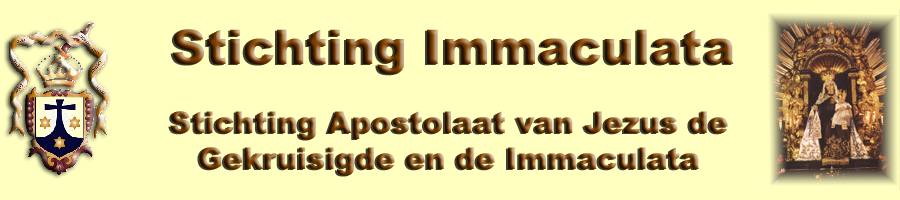 Stichting Immaculata
Stichting Apostolaat van Jezus de
Gekruisigde en de Immaculata